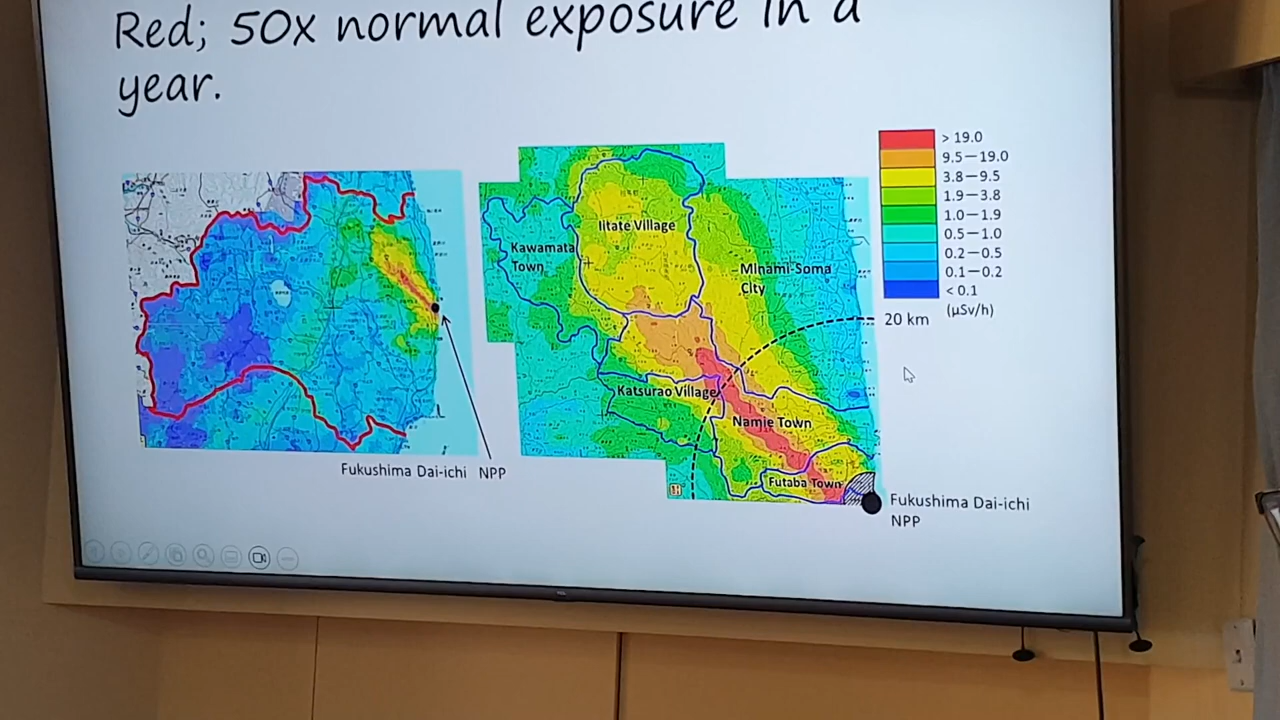 Red; 50x normal exposure in a
year.
> 19.0
9.5—19.0
3.8—9.5
1.9—3.8
1.0—1.9
0.5—1.0
0.2—0.5
0.1—0.2
< 0.1
(μSv/h)
Iitate Village
Kawamata
Town
Minami-Soma
City
20 km
Katsurao Village
Namie Town
Futaba Town
Fukushima Dai-ichi NPP
Fukushima Dai-ichi
NPP
TCL